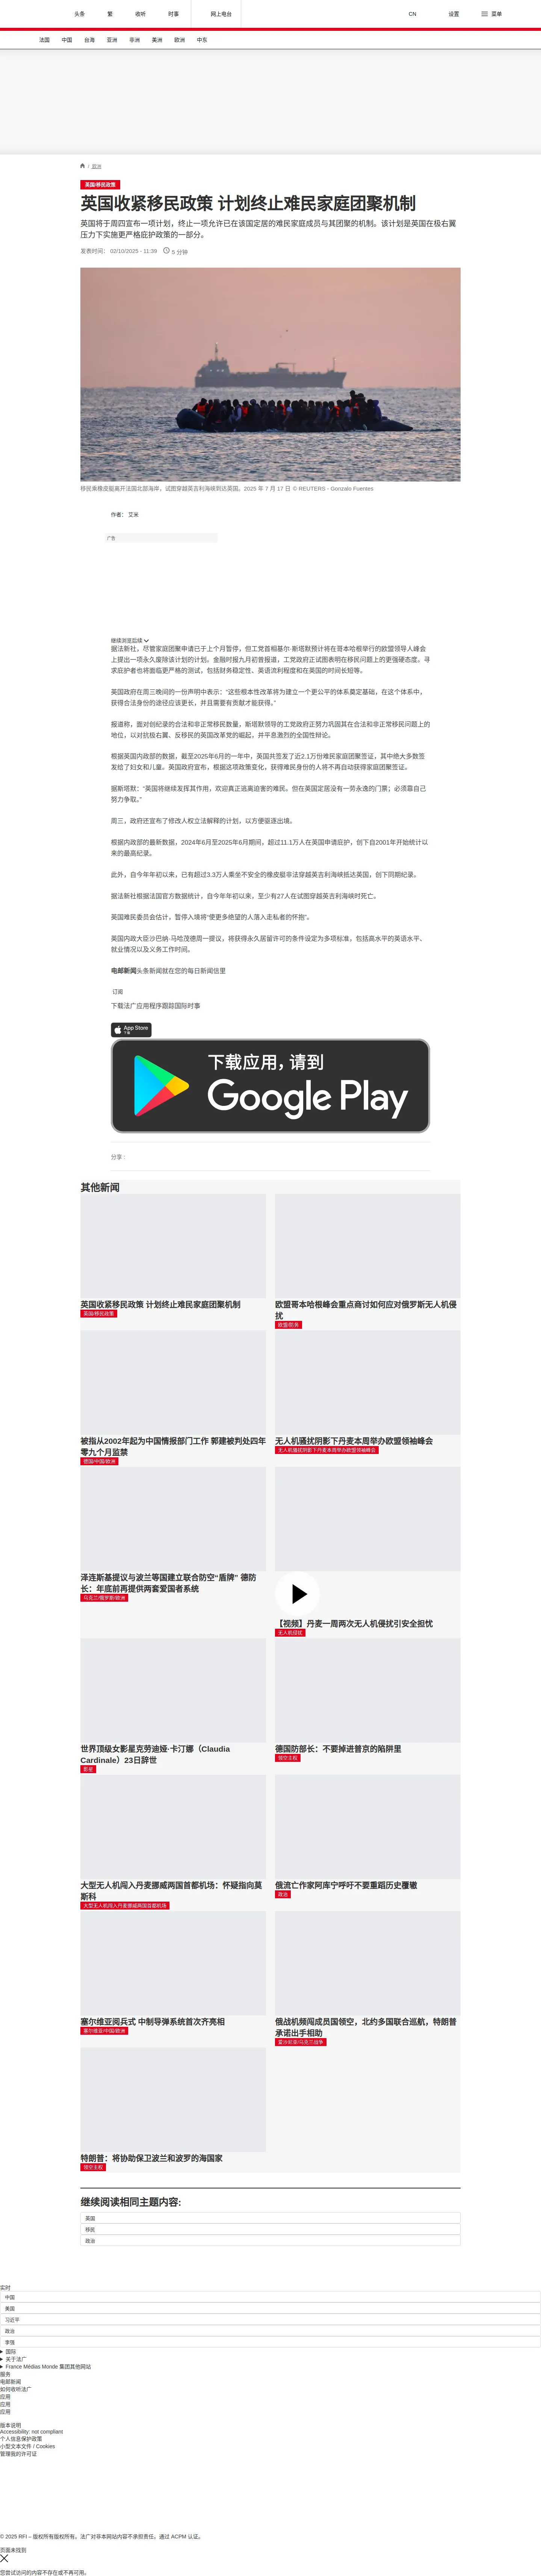 头条
繁
收听
时事
网上电台
CN
设置
菜单
法国
中国
台海
亚洲
非洲
美洲
欧洲
中东
/ 政治
英国/移民政策
英国收紧移民政策 计划终止难民家庭团聚机制
英国将于周四宣布一项计划，终止一项允许已在该国定居的难民家庭成员与其团聚的机制。该计划是英国在极右翼
压力下实施更严格庇护政策的一部分。
发表时间： 02/10/2025 - 11:39
5 分钟
移民乘橡皮艇离开法国北部海岸，试图穿越英吉利海峡到达英国。2025 年 7 月 17 日 © REUTERS - Gonzalo Fuentes
作者： 艾米
广告
继续浏览后续
据法新社，尽管家庭团聚申请已于上个月暂停，但工党首相基尔·斯塔默预计将在哥本哈根举行的欧盟领导人峰会
上提出一项永久废除该计划的计划。金融时报九月初曾报道，工党政府正试图表明在移民问题上的更强硬态度。寻
求庇护者也将面临更严格的测试，包括财务稳定性、英语流利程度和在英国的时间长短等。
英国政府在周三晚间的一份声明中表示：“这些根本性改革将为建立一个更公平的体系奠定基础，在这个体系中，
获得合法身份的途径应该更长，并且需要有贡献才能获得。”
报道称，面对创纪录的合法和非正常移民数量，斯塔默领导的工党政府正努力巩固其在合法和非正常移民问题上的
地位，以对抗极右翼、反移民的英国改革党的崛起，并平息激烈的全国性辩论。
根据英国内政部的数据，截至2025年6月的一年中，英国共签发了近2.1万份难民家庭团聚签证，其中绝大多数签
发给了妇女和儿童。英国政府宣布，根据这项政策变化，获得难民身份的人将不再自动获得家庭团聚签证。
据斯塔默：“英国将继续发挥其作用，欢迎真正逃离迫害的难民，但在英国定居没有一劳永逸的门票；必须靠自己
努力争取。”
周三，政府还宣布了修改人权立法解释的计划，以方便驱逐出境。
根据内政部的最新数据，2024年6月至2025年6月期间，超过11.1万人在英国申请庇护，创下自2001年开始统计以
来的最高纪录。
此外，自今年年初以来，已有超过3.3万人乘坐不安全的橡皮艇非法穿越英吉利海峡抵达英国，创下同期纪录。
据法新社根据法国官方数据统计，自今年年初以来，至少有27人在试图穿越英吉利海峡时死亡。
英国难民委员会估计，暂停入境将“使更多绝望的人落入走私者的怀抱”。
英国内政大臣沙巴纳·马哈茂德周一提议，将获得永久居留许可的条件设定为多项标准，包括高水平的英语水平、
就业情况以及义务工作时间。
电邮新闻头条新闻就在您的每日新闻信里
订阅
下载法广应用程序跟踪国际时事
App Store
下载
下载应用，请到
Google Play
分享 :
其他新闻
英国收紧移民政策 计划终止难民家庭团聚机制
英国/移民政策
欧盟哥本哈根峰会重点商讨如何应对俄罗斯无人机侵
扰
欧盟/防务
被指从2002年起为中国情报部门工作 郭建被判处四年
零九个月监禁
德国/中国/欧洲
无人机骚扰阴影下丹麦本周举办欧盟领袖峰会
无人机骚扰阴影下丹麦本周举办欧盟领袖峰会
泽连斯基提议与波兰等国建立联合防空“盾牌” 德防
长：年底前再提供两套爱国者系统
乌克兰/俄罗斯/欧洲
【视频】丹麦一周两次无人机侵扰引安全担忧
无人机侵扰
世界顶级女影星克劳迪娅·卡汀娜（Claudia
Cardinale）23日辞世
影星
德国防部长：不要掉进普京的陷阱里
领空主权
大型无人机闯入丹麦挪威两国首都机场：怀疑指向莫
斯科
大型无人机闯入丹麦挪威两国首都机场
俄流亡作家阿库宁呼吁不要重蹈历史覆辙
政治
塞尔维亚阅兵式 中制导弹系统首次齐亮相
塞尔维亚/中国/欧洲
俄战机频闯成员国领空，北约多国联合巡航，特朗普
承诺出手相助
爱沙尼亚/乌克兰战争
特朗普：将协助保卫波兰和波罗的海国家
领空主权
继续阅读相同主题内容:
英国
移民
政治
实时
中国
美国
习近平
政治
李强
国际
关于法广
France Médias Monde 集团其他网站
服务
电邮新闻
如何收听法广
应用
应用
应用
版本说明
Accessibility: not compliant
个人信息保护政策
小型文本文件 / Cookies
管理我的许可证
© 2025 RFI – 版权所有版权所有。法广对非本网站内容不承担责任。通过 ACPM 认证。
页面未找到
您尝试访问的内容不存在或不再可用。